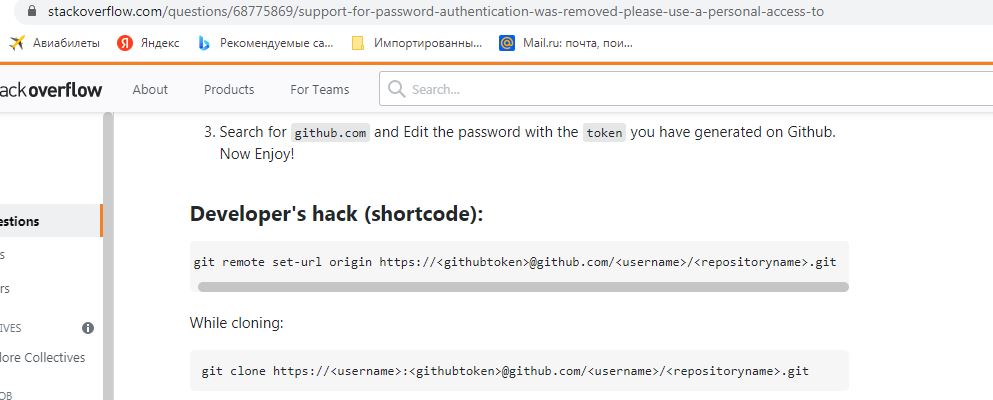 stackoverflow.com/questions/68775869/support-for-password-authentication-was-removed-please-use-a-personal-access-to
Авиабилеты Яндекс Рекомендуемые са... Импортированны... Mail.ru: почта, пои...
ackoverflow About Products For Teams Search...
3. Search for github.com and Edit the password with the token you have generated on Github.
Now Enjoy!
estions
Developer's hack (shortcode):
s
git remote set-url origin https://<githubtoken>@github.com/<username>/<repositoryname>.git
rs
While cloning:
IVES
lore Collectives
git clone https://<username>:<githubtoken>@github.com/<username>/<repositoryname>.git
OB